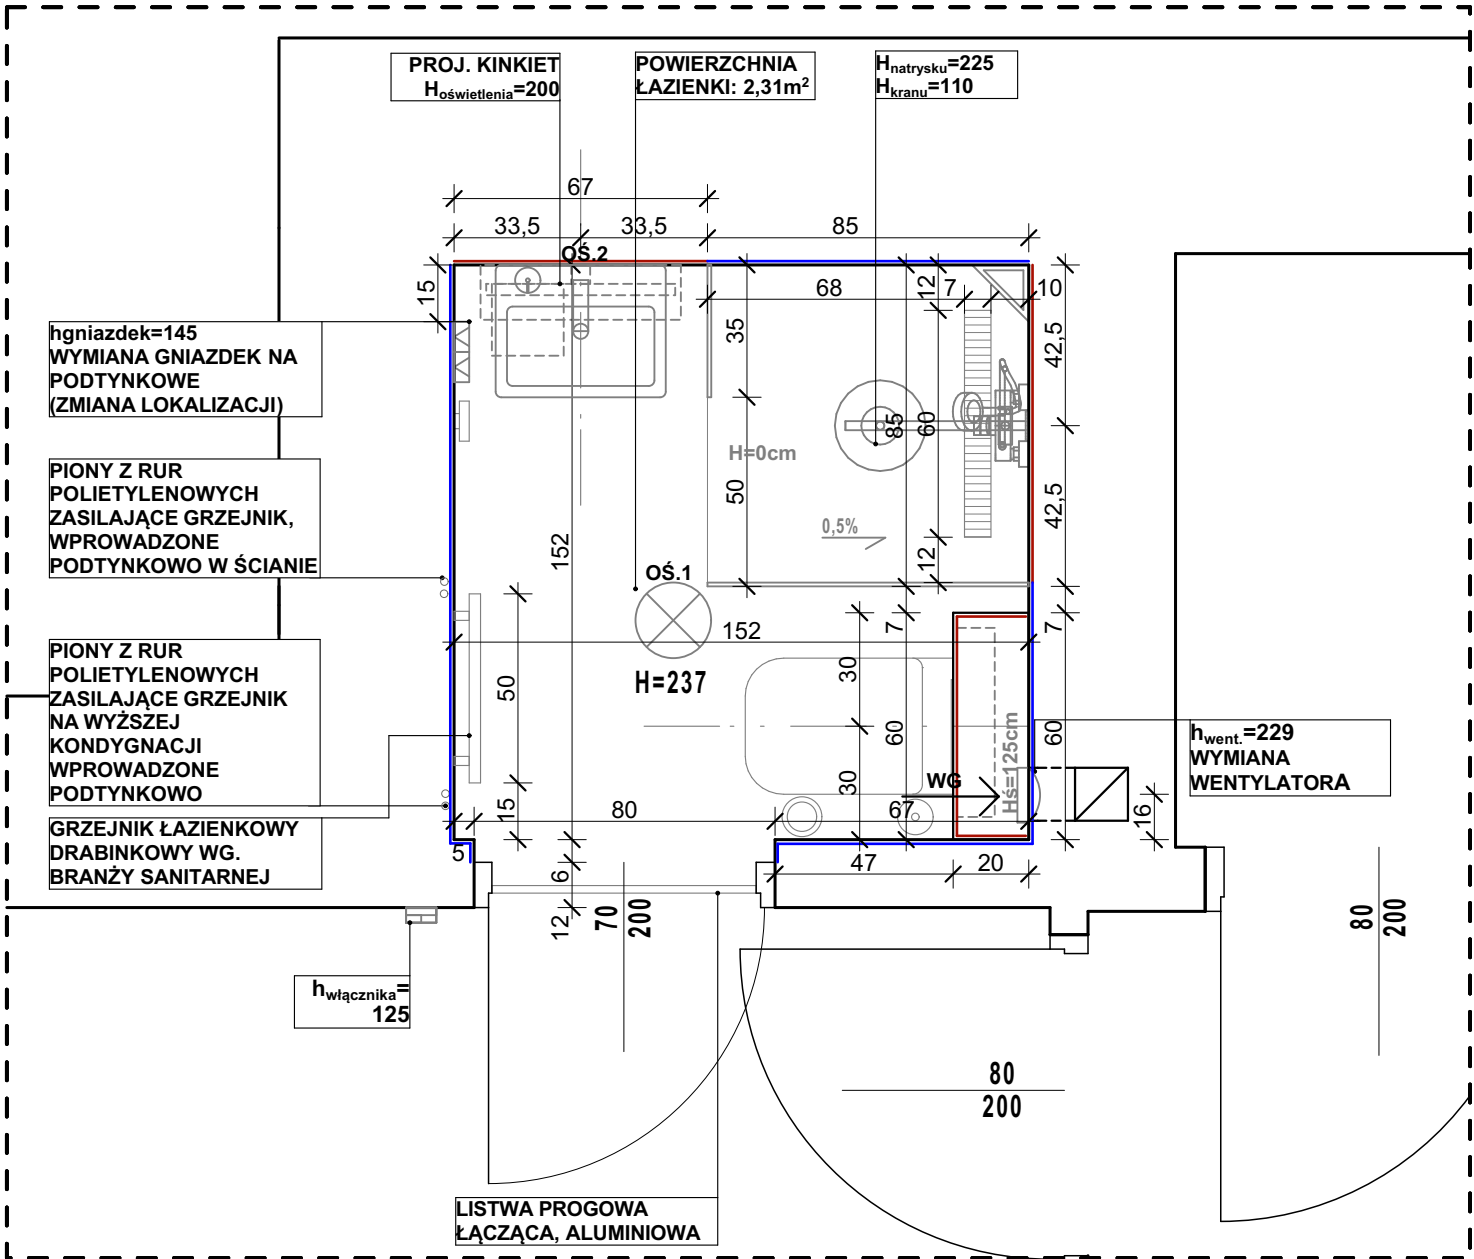 PROJ. KINKIET
Hoświetlenia=200
POWIERZCHNIA
ŁAZIENKI: 2,31m²
Hnatrysku=225
Hkranu=110
67
33,5
33,5
85
OŚ.2
15
68
12
7
10
35
42,5
hgniazdek=145
WYMIANA GNIAZDEK NA
PODTYNKOWE
(ZMIANA LOKALIZACJI)
85
60
H=0cm
50
42,5
0,5%
12
PIONY Z RUR
POLIETYLENOWYCH
ZASILAJĄCE GRZEJNIK,
WPROWADZONE
PODTYNKOWO W ŚCIANIE
152
OŚ.1
152
7
7
H=237
PIONY Z RUR
POLIETYLENOWYCH
ZASILAJĄCE GRZEJNIK
NA WYŻSZEJ
KONDYGNACJI
WPROWADZONE
PODTYNKOWO
50
30
60
60
Hś=125cm
hwent.=229
WYMIANA
WENTYLATORA
30
WG
15
80
67
16
GRZEJNIK ŁAZIENKOWY
DRABINKOWY WG.
BRANŻY SANITARNEJ
5
6
47
20
12
70
200
80
200
hwłącznika=
125
80
200
LISTWA PROGOWA
ŁĄCZĄCA, ALUMINIOWA